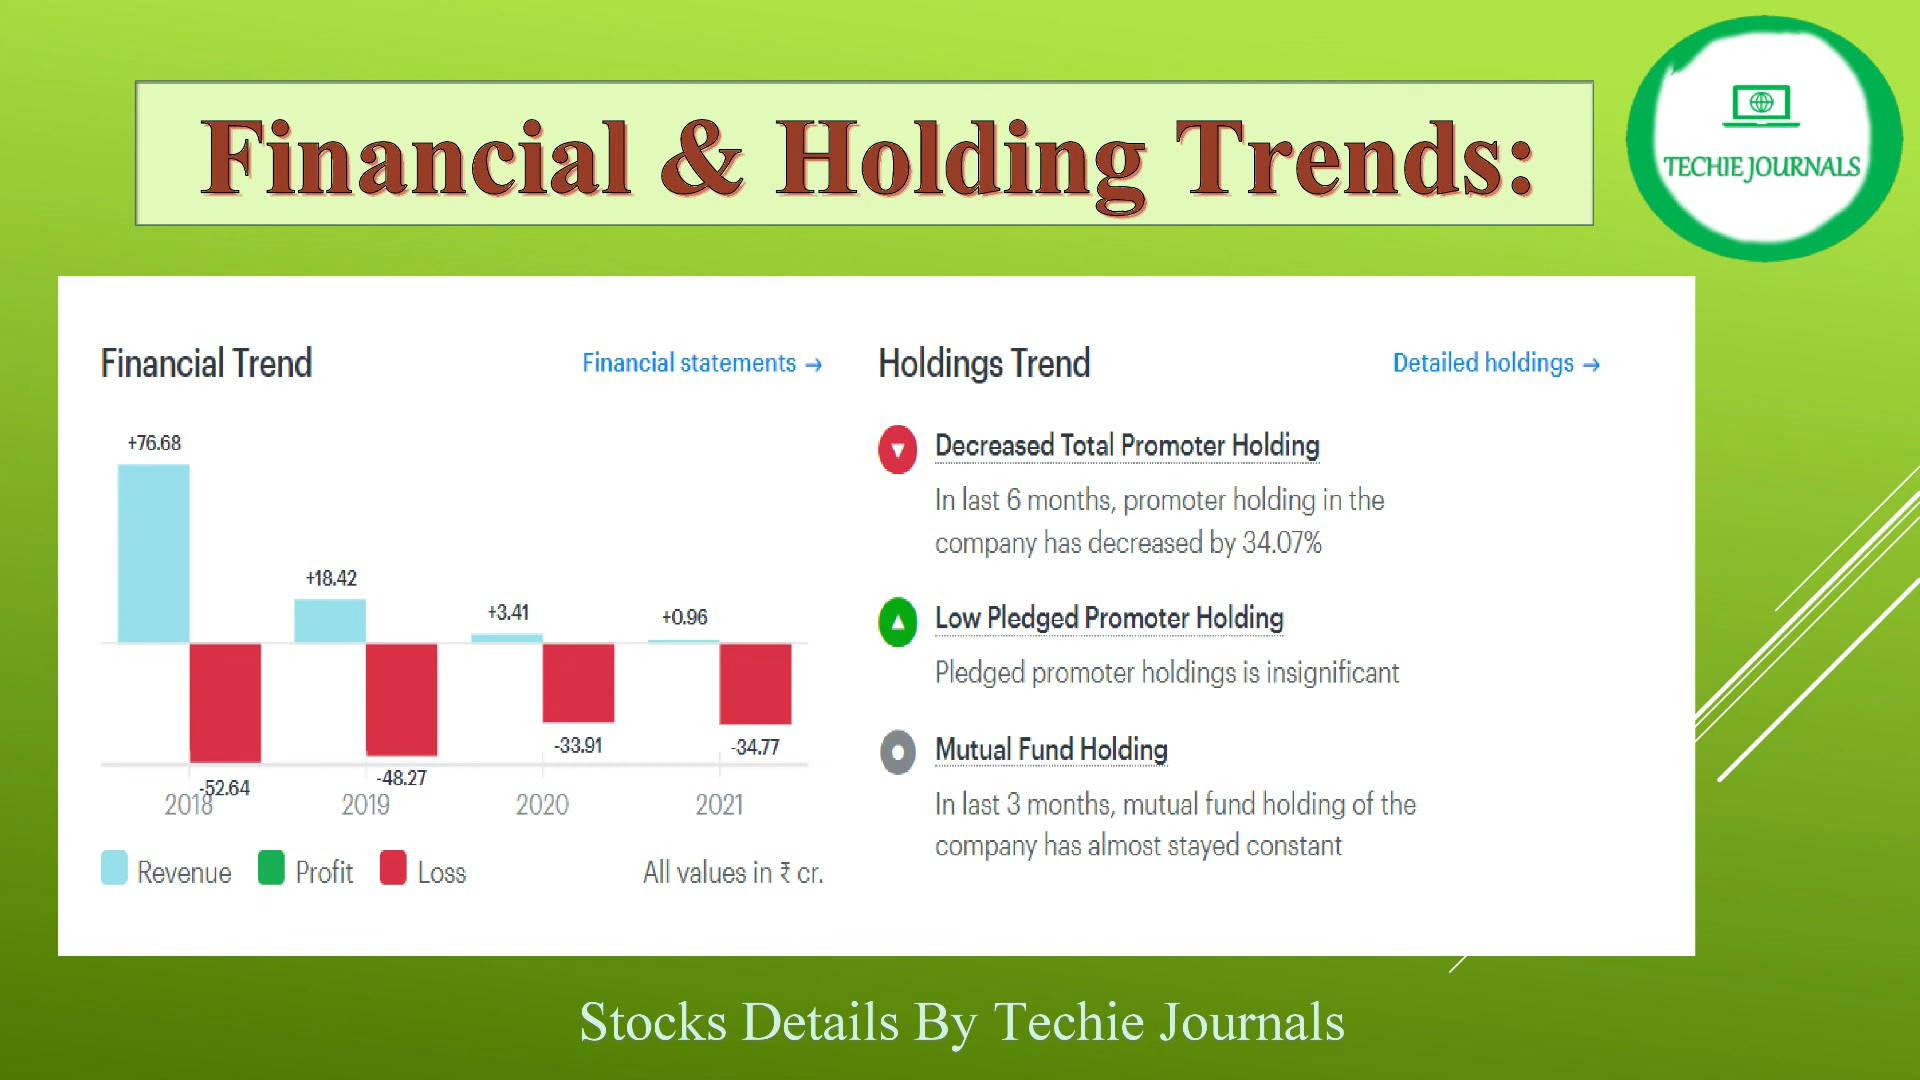 Financial & Holding Trends:
TECHIE JOURNALS
Financial Trend
Financial statements →
+76.68
+18.42
+3.41
+0.96
-52.64
-48.27
-33.91
-34.77
2018
2019
2020
2021
Revenue
Profit
Loss
All values in ₹ cr.
Holdings Trend
Detailed holdings →
Decreased Total Promoter Holding
In last 6 months, promoter holding in the
company has decreased by 34.07%
Low Pledged Promoter Holding
Pledged promoter holdings is insignificant
Mutual Fund Holding
In last 3 months, mutual fund holding of the
company has almost stayed constant
Stocks Details By Techie Journals